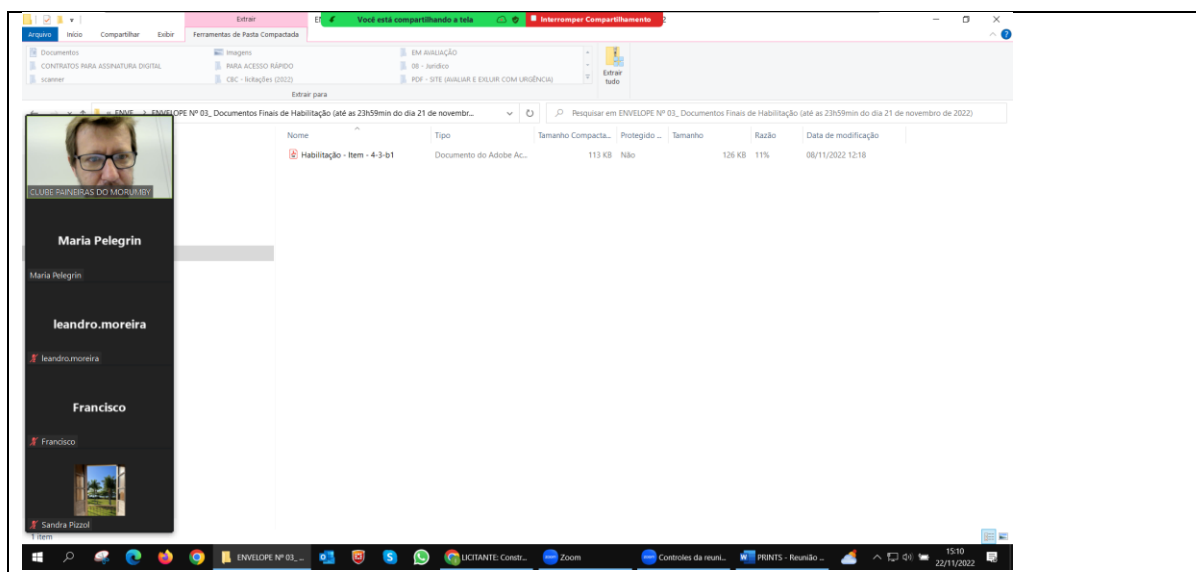 Extrair
Você está compartilhando a tela
Interromper Compartilhamento
Arquivo Início Compartilhar Exibir Ferramentas de Pasta Compactada
Documentos
CONTRATOS PARA ASSINATURA DIGITAL
scanner
Imagens
PARA ACESSO RÁPIDO
CBC - licitações (2022)
EM AVALIAÇÃO
08 - Jurídico
PDF - SITE (AVALIAR E EXLUIR COM URGÊNCIA)
Extrair tudo
Extrair para
« ENVE... > ENVELOPE Nº 03_ Documentos Finais de Habilitação (até as 23h59min do dia 21 de novembr...
Pesquisar em ENVELOPE Nº 03_ Documentos Finais de Habilitação (até as 23h59min do dia 21 de novembro de 2022)
Nome Tipo Tamanho Compacta... Protegido ... Tamanho Razão Data de modificação
Habilitação - Item - 4-3-b1 Documento do Adobe Ac... 113 KB Não 126 KB 11% 08/11/2022 12:18
CLUBE PAINEIRAS DO MORUMBY
Maria Pelegrin
Maria Pelegrin
leandro.moreira
leandro.moreira
Francisco
Francisco
Sandra Pizzol
1 item
ENVELOPE Nº 03_ ... LICITANTE: Constr... Zoom Controles da reuni... PRINTS - Reunião ... 15:10
22/11/2022